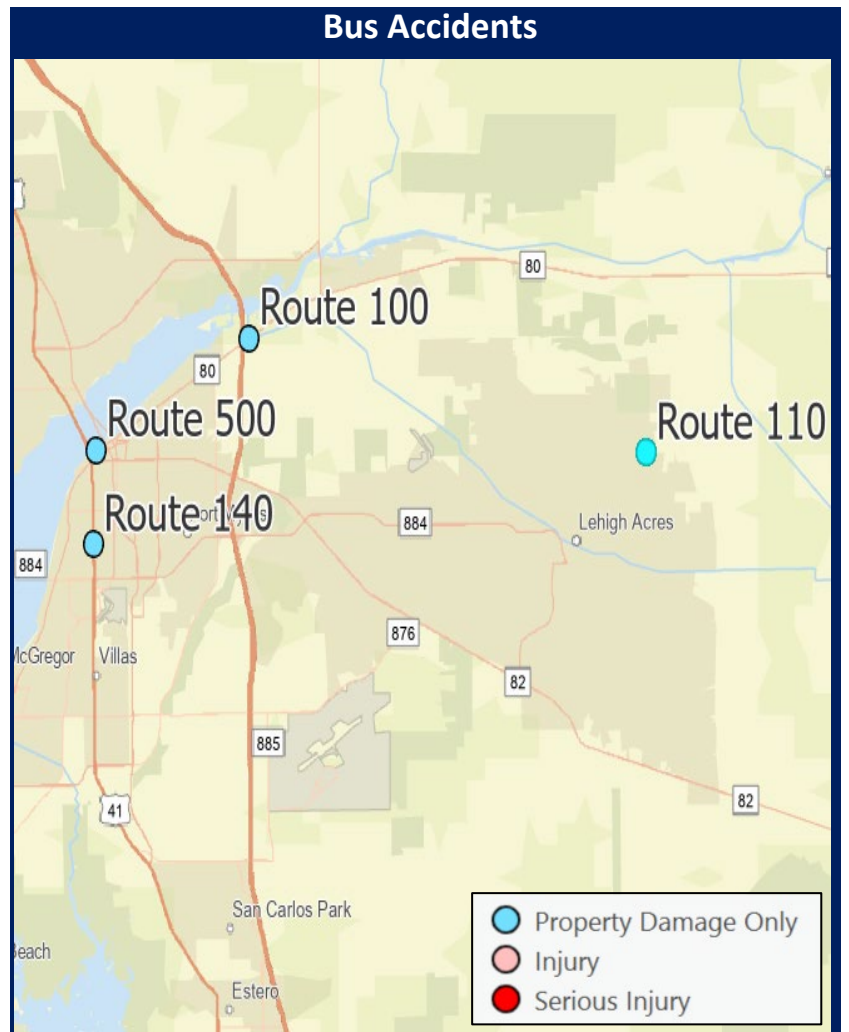 Bus Accidents
80
Route 100
80
Route 500
Route 110
Route 140
884
Lehigh Acres
884
876
McGregor
Villas
82
885
41
82
San Carlos Park
Property Damage Only
Beach
Injury
Estero
Serious Injury